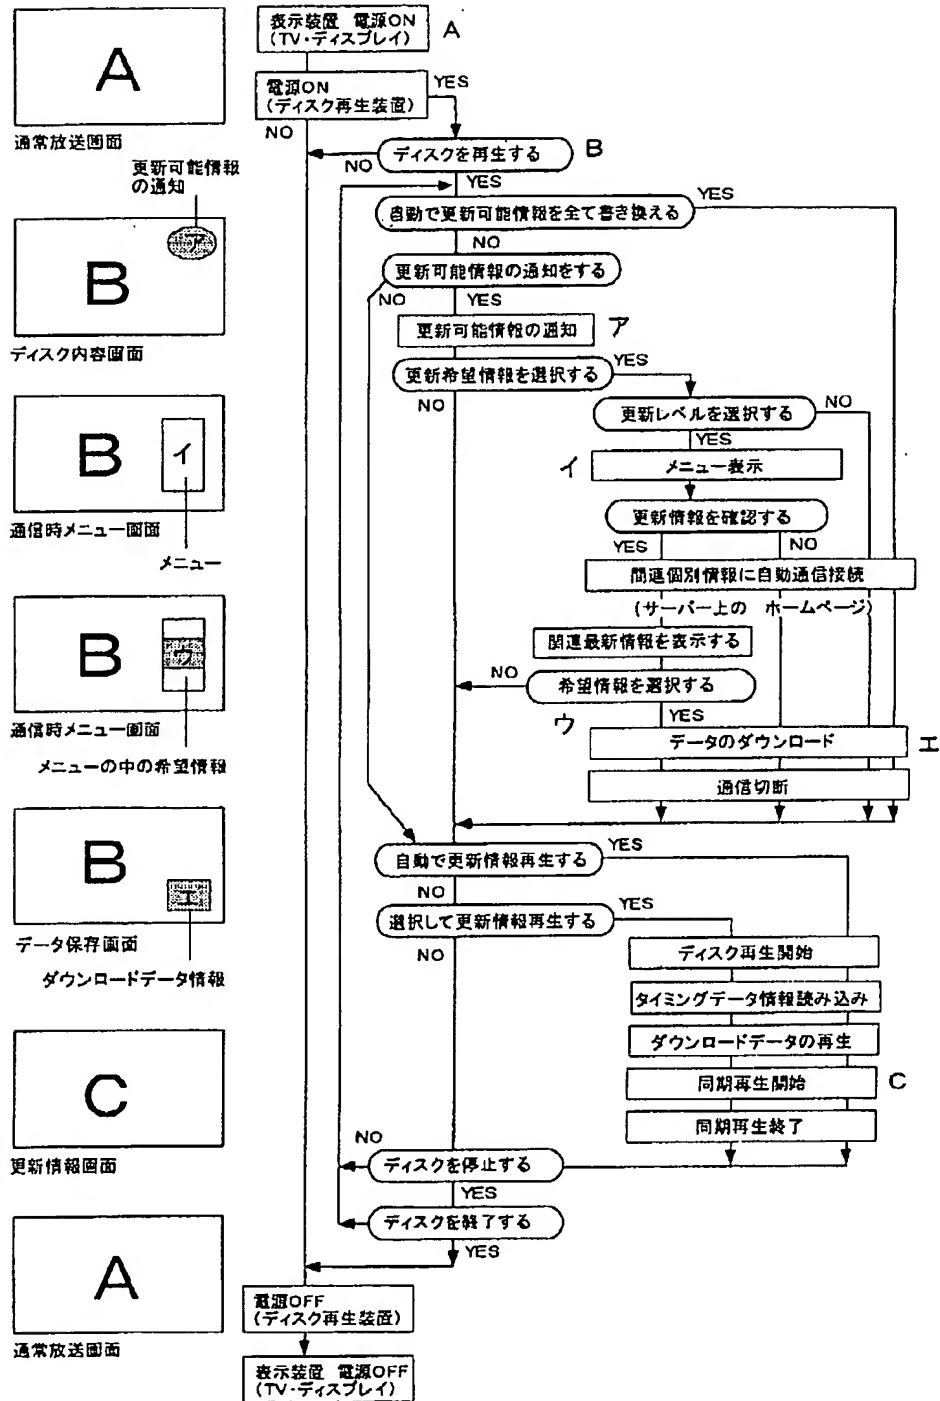 A
通常放送画面
更新可能情報
の通知
ア
B
ディスク内容画面
B
イ
通信時メニュー画面
メニュー
B
ウ
通信時メニュー画面
メニューの中の希望情報
B
エ
データ保存画面
ダウンロードデータ情報
C
更新情報画面
A
通常放送画面
表示装置 電源ON
(TV・ディスプレイ)
A
電源ON
(ディスク再生装置)
YES
NO
ディスクを再生する
B
NO
YES
自動で更新可能情報を全て書き換える
YES
NO
更新可能情報の通知をする
NO
YES
更新可能情報の通知
ア
更新希望情報を選択する
YES
NO
更新レベルを選択する
NO
YES
イ
メニュー表示
更新情報を確認する
YES
NO
関連個別情報に自動通信接続
(サーバー上の ホームページ)
関連最新情報を表示する
NO
希望情報を選択する
ウ
YES
データのダウンロード
エ
通信切断
自動で更新情報再生する
YES
NO
選択して更新情報再生する
YES
NO
ディスク再生開始
タイミングデータ情報読み込み
ダウンロードデータの再生
同期再生開始
C
同期再生終了
NO
ディスクを停止する
YES
ディスクを終了する
YES
電源OFF
(ディスク再生装置)
表示装置 電源OFF
(TV・ディスプレイ)